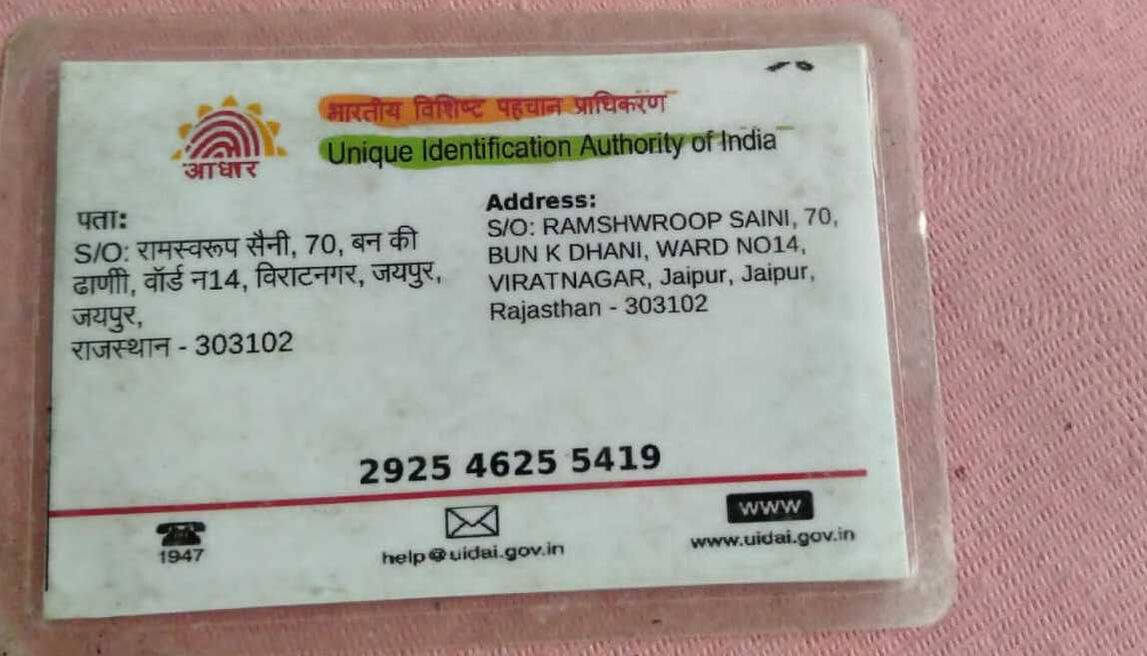 भारतीय विशिष्ट पहचान प्राधिकरण
Unique Identification Authority of India
आधार
पता:
S/O: रामस्वरूप सैनी, 70, बन की
ढाणीी, वॉर्ड न14, विराटनगर, जयपुर,
जयपुर,
राजस्थान - 303102
Address:
S/O: RAMSHWROOP SAINI, 70,
BUN K DHANI, WARD NO14,
VIRATNAGAR, Jaipur, Jaipur,
Rajasthan - 303102
2925 4625 5419
1947
help@uidai.gov.in
WWW
www.uidai.gov.in